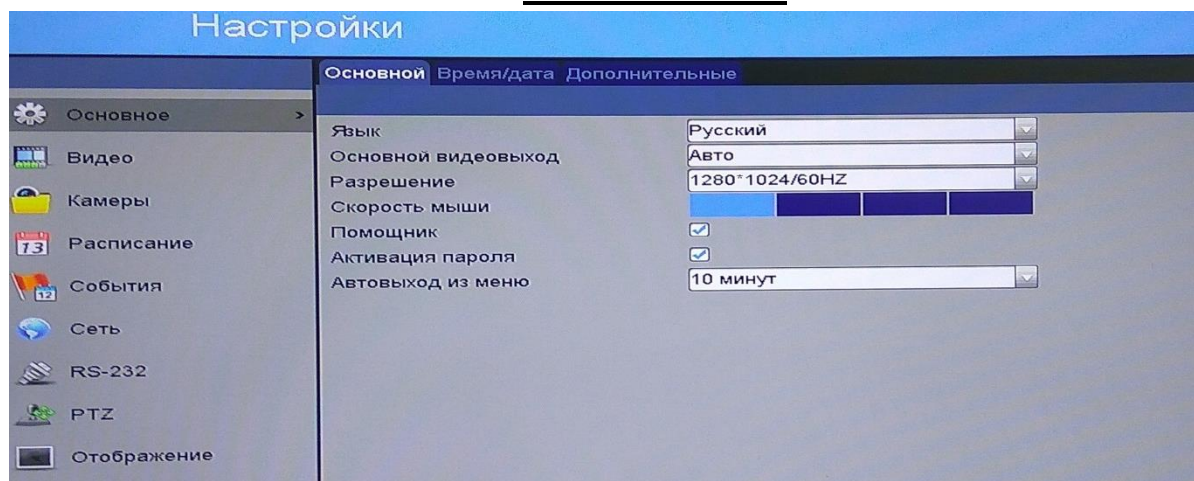 Настройки
Основной Время/дата Дополнительные
Основное >
Видео
Камеры
13 Расписание
12 События
Сеть
RS-232
PTZ
Отображение
Язык Русский
Основной видеовыход Авто
Разрешение 1280*1024/60HZ
Скорость мыши
Помощник
Активация пароля
Автовыход из меню 10 минут